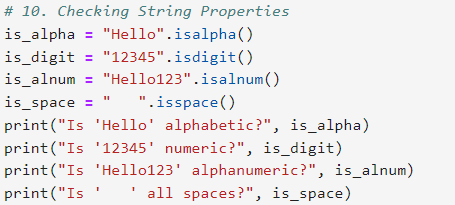 # 10. Checking String Properties
is_alpha = "Hello".isalpha()
is_digit = "12345".isdigit()
is_alnum = "Hello123".isalnum()
is_space = "   ".isspace()
print("Is 'Hello' alphabetic?", is_alpha)
print("Is '12345' numeric?", is_digit)
print("Is 'Hello123' alphanumeric?", is_alnum)
print("Is '   ' all spaces?", is_space)